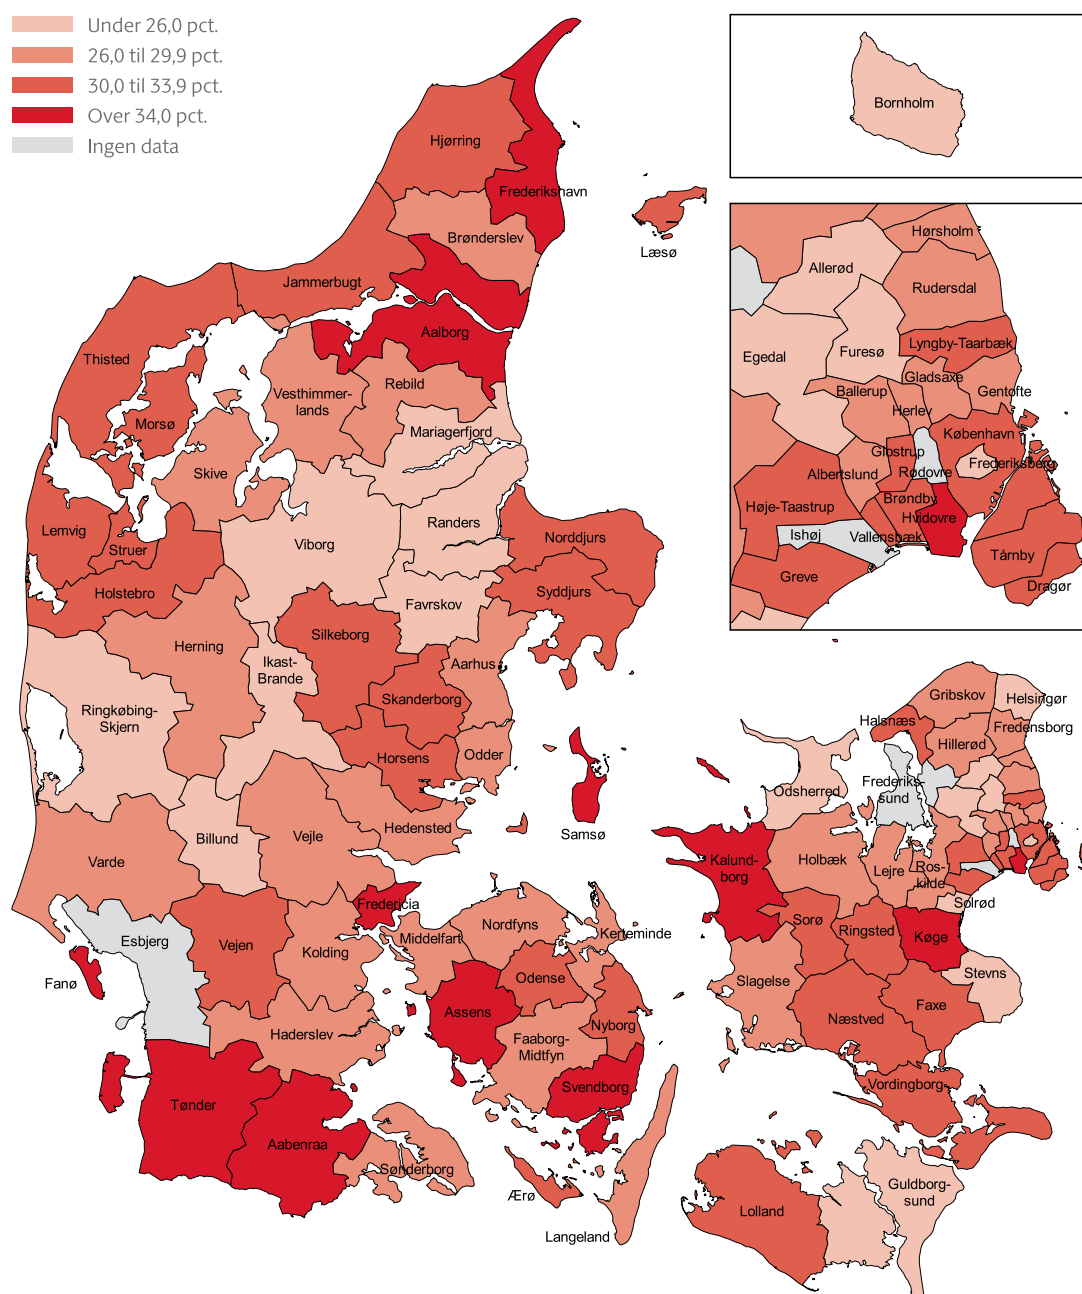 Under 26,0 pct.
26,0 til 29,9 pct.
30,0 til 33,9 pct.
Over 34,0 pct.
Ingen data
Bornholm
Hjørring
Frederikshavn
Brønderslev
Læsø
Jammerbugt
Aalborg
Thisted
Vesthimmer-
lands
Rebild
Morsø
Mariagerfjord
Skive
Lemvig
Struer
Viborg
Randers
Norddjurs
Holstebro
Favrskov
Syddjurs
Herning
Silkeborg
Ikast-
Brande
Aarhus
Ringkøbing-
Skjern
Skanderborg
Horsens
Odder
Samsø
Billund
Vejle
Hedensted
Varde
Fredericia
Esbjerg
Vejen
Kolding
Fanø
Middelfart
Nordfyns
Kerteminde
Odense
Assens
Nyborg
Haderslev
Faaborg-
Midtfyn
Svendborg
Tønder
Aabenraa
Sønderborg
Ærø
Langeland
Hørsholm
Allerød
Rudersdal
Egedal
Furesø
Lyngby-Taarbæk
Gladsaxe
Ballerup
Gentofte
Herlev
København
Glostrup
Frederiksberg
Albertslund
Rødovre
Brøndby
Høje-Taastrup
Hvidovre
Ishøj
Vallensbæk
Tårnby
Greve
Dragør
Gribskov
Helsingør
Halsnæs
Fredensborg
Hillerød
Frederiks-
sund
Odsherred
Kalund-
borg
Holbæk
Lejre
Ros-
kilde
Solrød
Sorø
Ringsted
Køge
Stevns
Slagelse
Næstved
Faxe
Vordingborg
Guldborg-
sund
Lolland